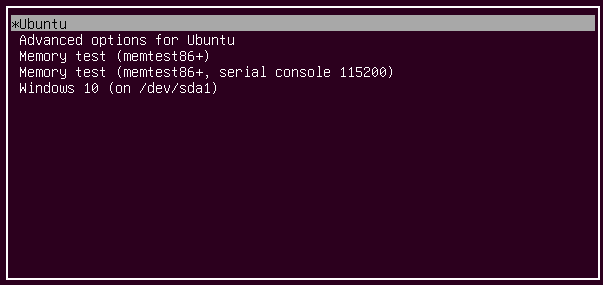 *Ubuntu
Advanced options for Ubuntu
Memory test (memtest86+)
Memory test (memtest86+, serial console 115200)
Windows 10 (on /dev/sda1)